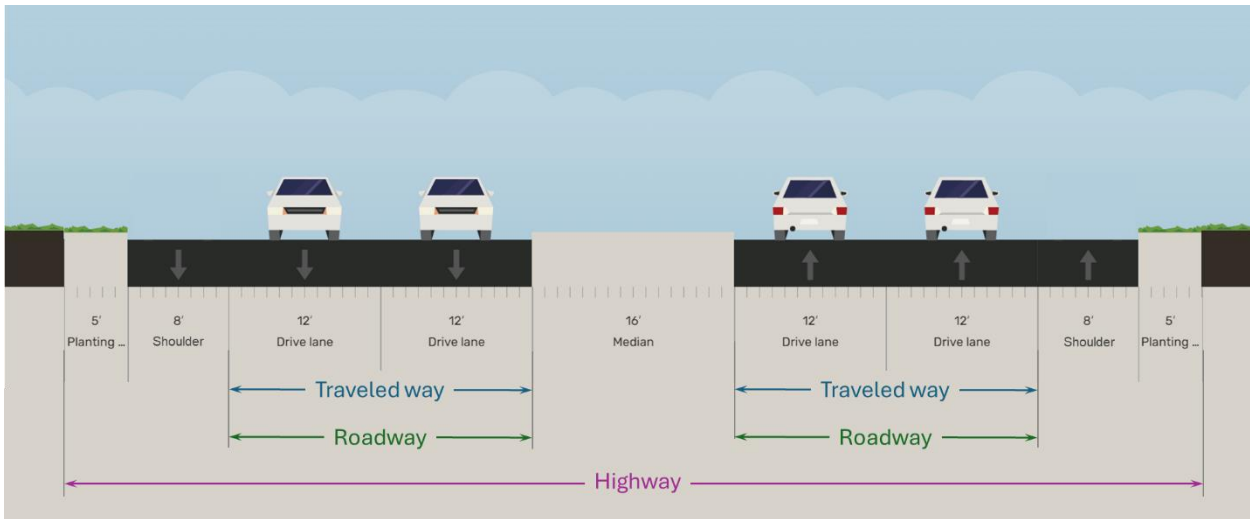 5' 8' 12' 12' 16' 12' 12' 8' 5'
Planting ... Shoulder Drive lane Drive lane Median Drive lane Drive lane Shoulder Planting ...
Traveled way Traveled way
Roadway Roadway
Highway